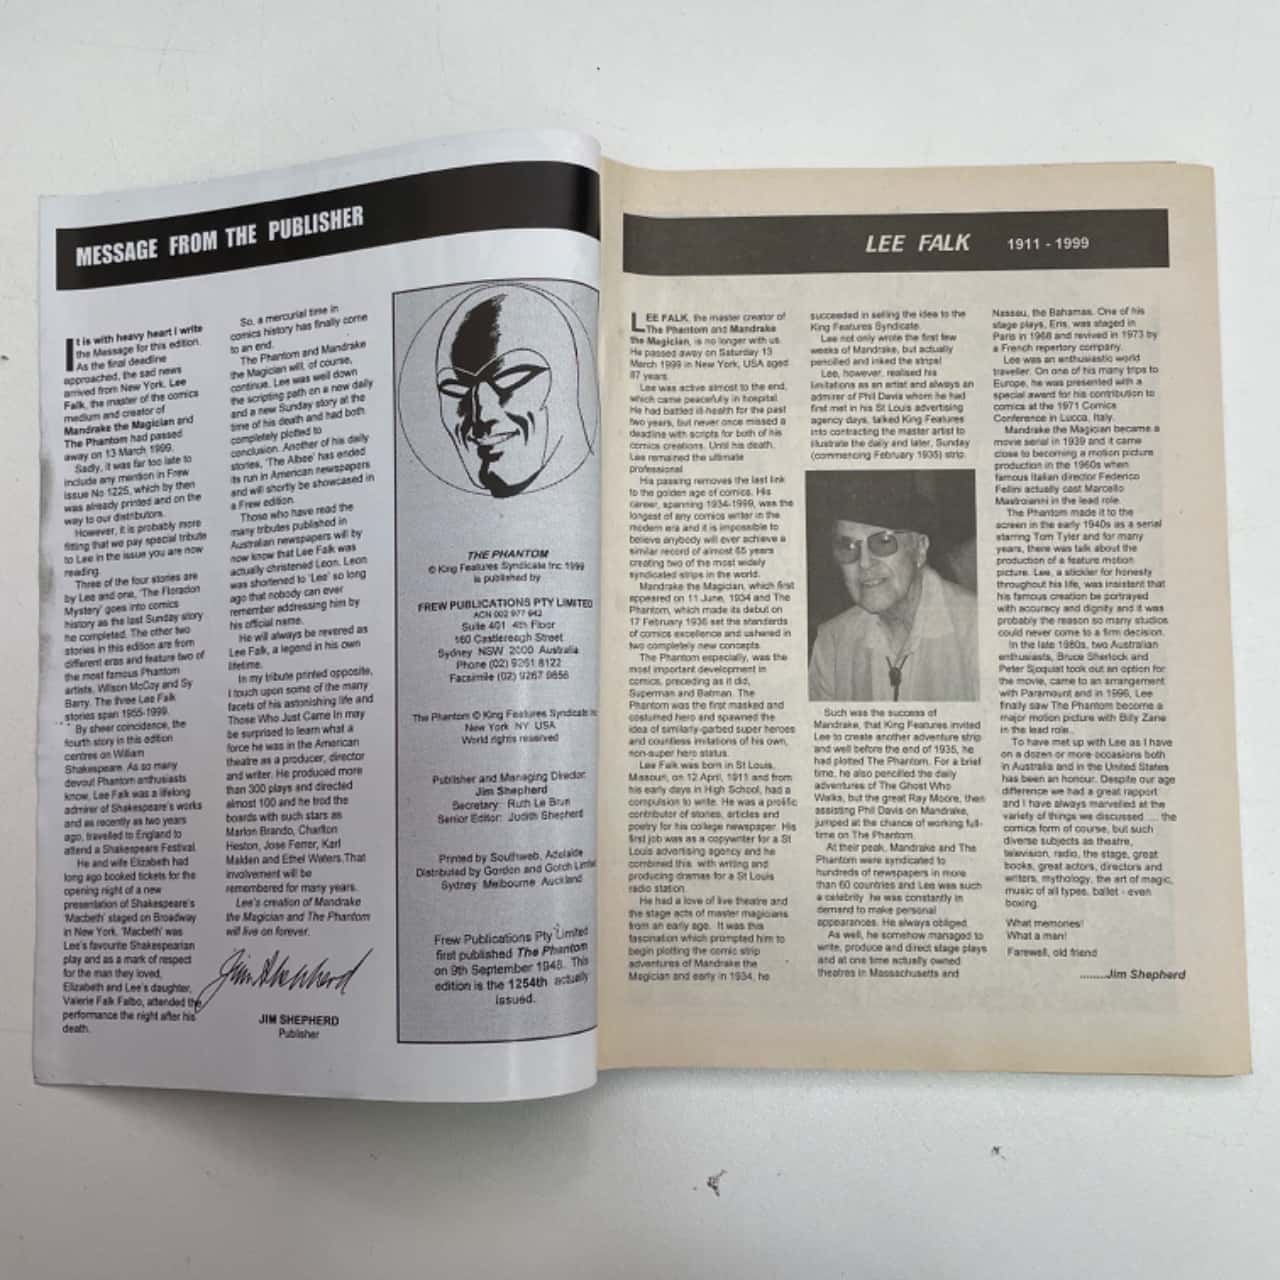 MESSAGE FROM THE PUBLISHER
It is with heavy heart I write
the Message for this edition.
As the final deadline
approached, the sad news
arrived from New York. Lee
Falk, the master of the comics
medium and creator of
Mandrake the Magician and
The Phantom had passed
away on 13 March 1999.
Sadly, it was far too late to
include any mention in Frew
issue No 1225, which by then
was already printed and on the
way to our distributors.
However, it is probably more
fitting that we pay special tribute
to Lee in the issue you are now
reading.
Three of the four stories are
by Lee and one, 'The Floradon
Mystery' goes into comics
history as the last Sunday story
he completed. The other two
stories in this edition are from
different eras and feature two of
the most famous Phantom
artists, Wilson McCoy and Sy
Barry. The three Lee Falk
stories span 1955-1999.
By sheer coincidence, the
fourth story in this edition
centres on William
Shakespeare. As so many
devout Phantom enthusiasts
know, Lee Falk was a lifelong
admirer of Shakespeare's works
and as recently as two years
ago, travelled to England to
attend a Shakespeare Festival.
He and wife Elizabeth had
long ago booked tickets for the
opening night of a new
presentation of Shakespeare's
'Macbeth' staged on Broadway
in New York. 'Macbeth' was
Lee's favourite Shakespearian
play and as a mark of respect
for the man they loved,
Elizabeth and Lee's daughter,
Valerie Falk Falbo, attended the
performance the night after his
death.
So, a mercurial time in
comics history has finally come
to an end.
The Phantom and Mandrake
the Magician will, of course,
continue. Lee was well down
the scripting path on a new daily
and a new Sunday story at the
time of his death and had both
completely plotted to
conclusion. Another of his daily
stories, 'The Albee' has ended
its run in American newspapers
and will shortly be showcased in
a Frew edition.
Those who have read the
many tributes published in
Australian newspapers will by
now know that Lee Falk was
actually christened Leon. Leon
was shortened to 'Lee' so long
ago that nobody can ever
remember addressing him by
his official name.
He will always be revered as
Lee Falk, a legend in his own
lifetime.
In my tribute printed opposite,
I touch upon some of the many
facets of his astonishing life and
Those Who Just Came In may
be surprised to learn what a
force he was in the American
theatre as a producer, director
and writer. He produced more
than 300 plays and directed
almost 100 and he trod the
boards with such stars as
Marlon Brando, Charlton
Heston, Jose Ferrer, Karl
Malden and Ethel Waters. That
involvement will be
remembered for many years.
Lee's creation of Mandrake
the Magician and The Phantom
will live on forever.
Jim Shepherd
JIM SHEPHERD
Publisher
THE PHANTOM
© King Features Syndicate Inc 1999
is published by
FREW PUBLICATIONS PTY LIMITED
ACN 002 977 942
Suite 401 4th Floor
160 Castlereagh Street
Sydney NSW 2000 Australia
Phone (02) 9261 8122
Facsimile (02) 9267 9856
The Phantom © King Features Syndicate Inc
New York NY USA
World rights reserved
Publisher and Managing Director
Jim Shepherd
Secretary: Ruth Le Brun
Senior Editor: Judith Shepherd
Printed by Southweb, Adelaide
Distributed by Gordon and Gotch Limited
Sydney Melbourne Auckland
Frew Publications Pty Limited
first published The Phantom
on 9th September 1948. This
edition is the 1254th actually
issued.
LEE FALK 1911 - 1999
LEE FALK, the master creator of
The Phantom and Mandrake
the Magician, is no longer with us.
He passed away on Saturday 13
March 1999 in New York, USA aged
87 years.
Lee was active almost to the end,
which came peacefully in hospital.
He had battled ill-health for the past
two years, but never once missed a
deadline with scripts for both of his
comics creations. Until his death,
Lee remained the ultimate
professional
His passing removes the last link
to the golden age of comics. His
career, spanning 1934-1999, was the
longest of any comics writer in the
modern era and it is impossible to
believe anybody will ever achieve a
similar record of almost 65 years
creating two of the most widely
syndicated strips in the world.
Mandrake the Magician, which first
appeared on 11 June, 1934 and The
Phantom, which made its debut on
17 February 1936 set the standards
of comics excellence and ushered in
two completely new concepts.
The Phantom especially, was the
most important development in
comics, preceding as it did,
Superman and Batman. The
Phantom was the first masked and
costumed hero and spawned the
idea of similarly-garbed super heroes
and countless imitations of his own,
non-super hero status.
Lee Falk was born in St Louis,
Missouri, on 12 April, 1911 and from
his early days in High School, had a
compulsion to write. He was a prolific
contributor of stories, articles and
poetry for his college newspaper. His
first job was as a copywriter for a St
Louis advertising agency and he
combined this with writing and
producing dramas for a St Louis
radio station.
He had a love of live theatre and
the stage acts of master magicians
from an early age. It was this
fascination which prompted him to
begin plotting the comic strip
adventures of Mandrake the
Magician and early in 1934, he
succeeded in selling the idea to the
King Features Syndicate.
Lee not only wrote the first few
weeks of Mandrake, but actually
pencilled and inked the strips!
Lee, however, realised his
limitations as an artist and always an
admirer of Phil Davis whom he had
first met in his St Louis advertising
agency days, talked King Features
into contracting the master artist to
illustrate the daily and later, Sunday
(commencing February 1935) strip.
Such was the success of
Mandrake, that King Features invited
Lee to create another adventure strip
and well before the end of 1935, he
had plotted The Phantom. For a brief
time, he also pencilled the daily
adventures of The Ghost Who
Walks, but the great Ray Moore, then
assisting Phil Davis on Mandrake,
jumped at the chance of working full-
time on The Phantom.
At their peak, Mandrake and The
Phantom were syndicated to
hundreds of newspapers in more
than 60 countries and Lee was such
a celebrity he was constantly in
demand to make personal
appearances. He always obliged.
As well, he somehow managed to
write, produce and direct stage plays
and at one time actually owned
theatres in Massachusetts and
Nassau, the Bahamas. One of his
stage plays, Eris, was staged in
Paris in 1968 and revived in 1973 by
a French repertory company.
Lee was an enthusiastic world
traveller. On one of his many trips to
Europe, he was presented with a
special award for his contribution to
comics at the 1971 Comics
Conference in Lucca, Italy.
Mandrake the Magician became a
movie serial in 1939 and it came
close to becoming a motion picture
production in the 1960s when
famous Italian director Federico
Fellini actually cast Marcello
Mastroianni in the lead role.
The Phantom made it to the
screen in the early 1940s as a serial
starring Tom Tyler and for many
years, there was talk about the
production of a feature motion
picture. Lee, a stickler for honesty
throughout his life, was insistent that
his famous creation be portrayed
with accuracy and dignity and it was
probably the reason so many studios
could never come to a firm decision.
In the late 1980s, two Australian
enthusiasts, Bruce Sherlock and
Peter Sjoquist took out an option for
the movie, came to an arrangement
with Paramount and in 1996, Lee
finally saw The Phantom become a
major motion picture with Billy Zane
in the lead role..
To have met up with Lee as I have
on a dozen or more occasions both
in Australia and in the United States
has been an honour. Despite our age
difference we had a great rapport
and I have always marvelled at the
variety of things we discussed..... the
comics form of course, but such
diverse subjects as theatre,
television, radio, the stage, great
books, great actors, directors and
writers, mythology, the art of magic,
music of all types, ballet - even
boxing.
What memories!
What a man!
Farewell, old friend
........Jim Shepherd